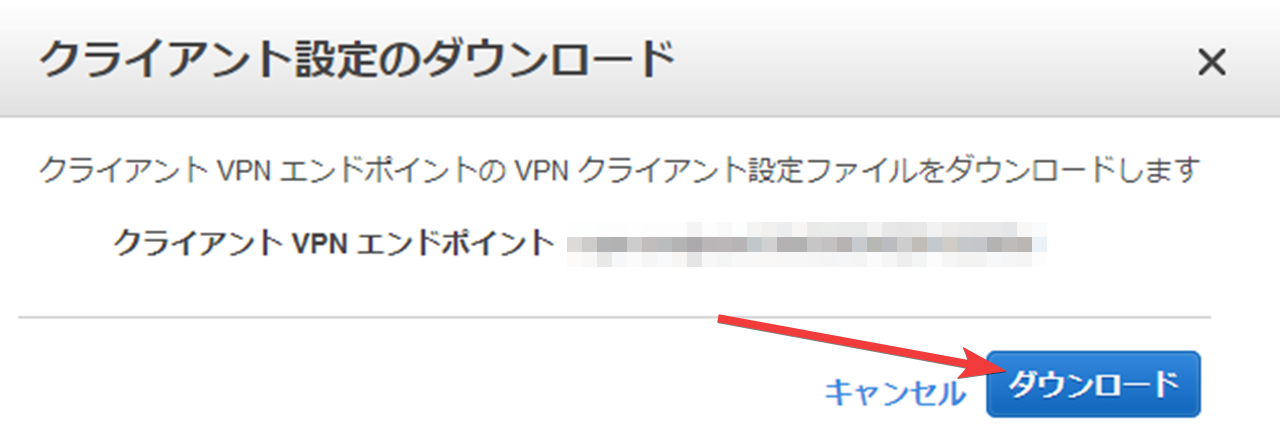 クライアント設定のダウンロード
クライアント VPN エンドポイントの VPN クライアント設定ファイルをダウンロードします
クライアント VPN エンドポイント
キャンセル ダウンロード